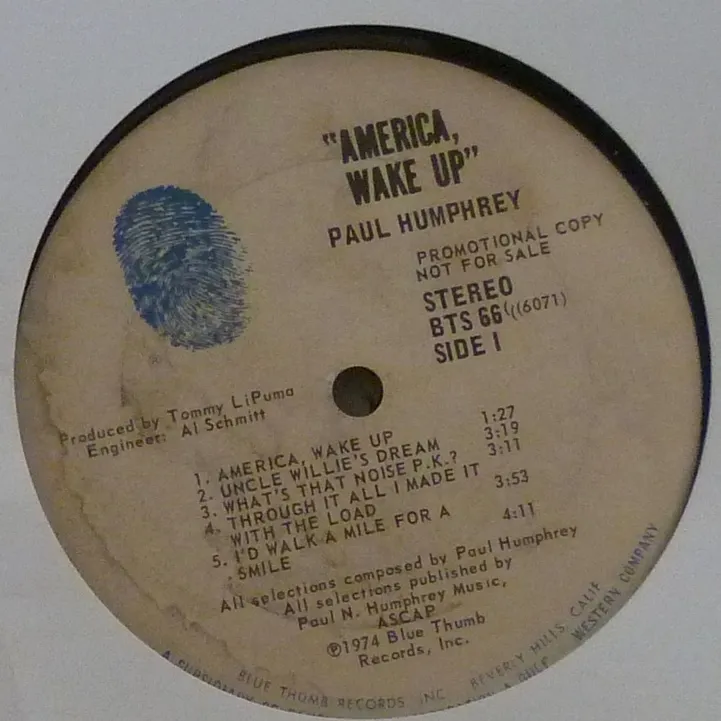 "AMERICA,
WAKE UP"
PAUL HUMPHREY
PROMOTIONAL COPY
NOT FOR SALE
STEREO
BTS 66 (6071)
SIDE I
Produced by Tommy LiPuma
Engineer: Al Schmitt
1. AMERICA, WAKE UP 1:27
2. UNCLE WILLIE'S DREAM 3:19
3. WHAT'S THAT NOISE P.K.? 3:11
4. THROUGH IT ALL I MADE IT
WITH THE LOAD 3:53
5. I'D WALK A MILE FOR A
SMILE 4:11
All selections composed by Paul Humphrey
All selections published by
Paul N. Humphrey Music,
ASCAP
℗1974 Blue Thumb
Records, Inc.
BLUE THUMB RECORDS INC. BEVERLY HILLS, CALIF.
A SUBSIDIARY WESTERN COMPANY